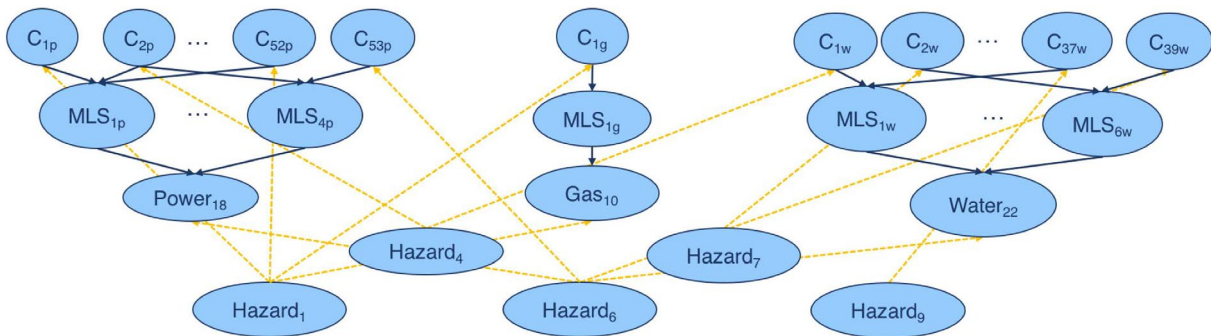 C1p C2p ... C52p C53p C1g C1w C2w ... C37w C39w
MLS1p ... MLS4p MLS1g MLS1w ... MLS6w
Power18 Gas10 Water22
Hazard4 Hazard7
Hazard1 Hazard6 Hazard9